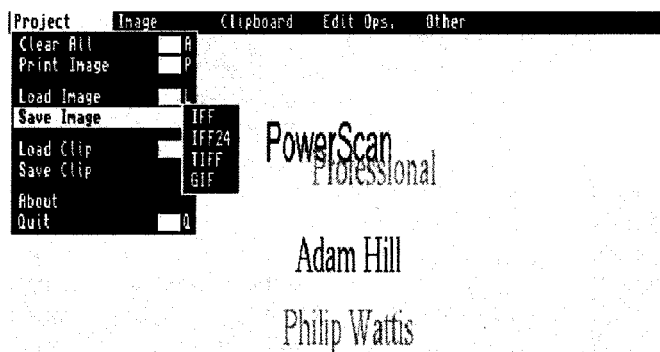 Project Image Clipboard Edit Ops. Other
Clear All A
Print Image P
Load Image L
Save Image
IFF
IFF24
TIFF
GIF
Load Clip
Save Clip
About
Quit Q
PowerScan
Professional
Adam Hill
Philip Wattis